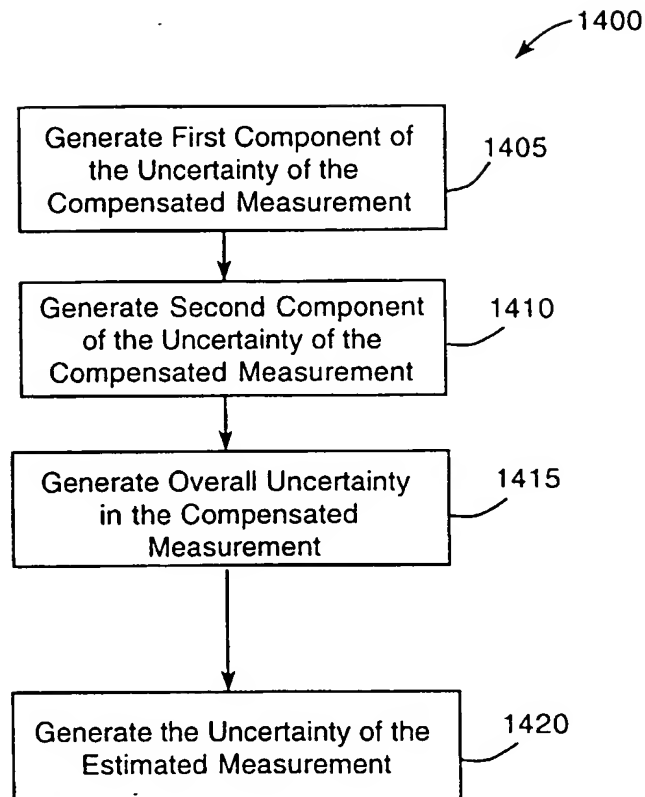 1400
Generate First Component of
the Uncertainty of the
Compensated Measurement
1405
Generate Second Component
of the Uncertainty of the
Compensated Measurement
1410
Generate Overall Uncertainty
in the Compensated
Measurement
1415
Generate the Uncertainty of the
Estimated Measurement
1420